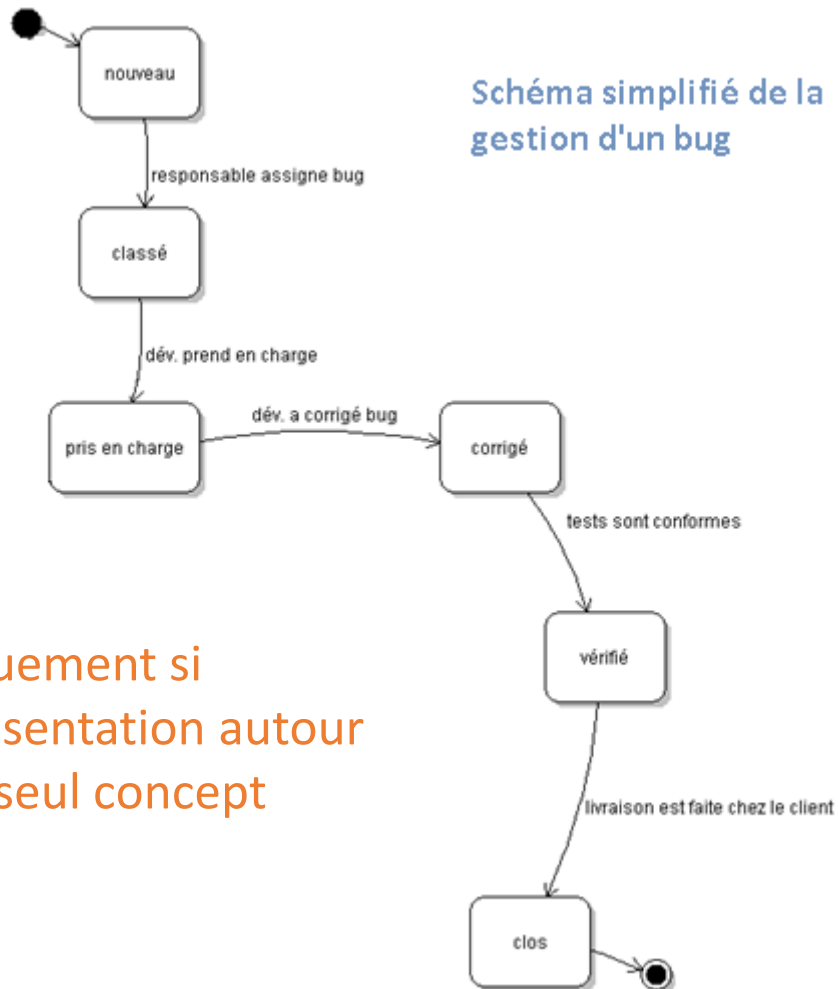 nouveau
Schéma simplifié de la
gestion d'un bug
responsable assigne bug
classé
dév. prend en charge
pris en charge
dév. a corrigé bug
corrigé
tests sont conformes
vérifié
uement si
sentation autour
seul concept
livraison est faite chez le client
clos